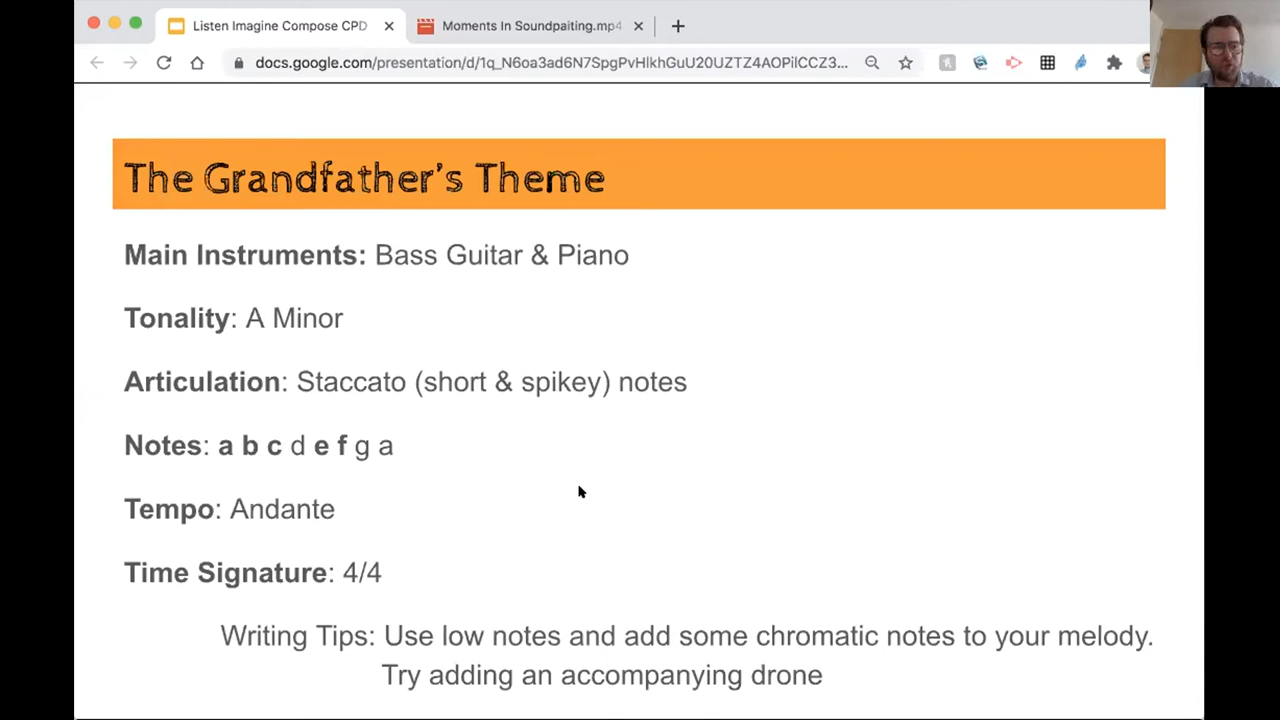 Listen Imagine Compose CPD
Moments In Soundpaiting.mp4
docs.google.com/presentation/d/1q_N6oa3ad6N7SpgPvHlkhGuU20UZTZ4AOPilCCZ3...
The Grandfather's Theme
Main Instruments: Bass Guitar & Piano
Tonality: A Minor
Articulation: Staccato (short & spikey) notes
Notes: a b c d e f g a
Tempo: Andante
Time Signature: 4/4
Writing Tips: Use low notes and add some chromatic notes to your melody.
Try adding an accompanying drone